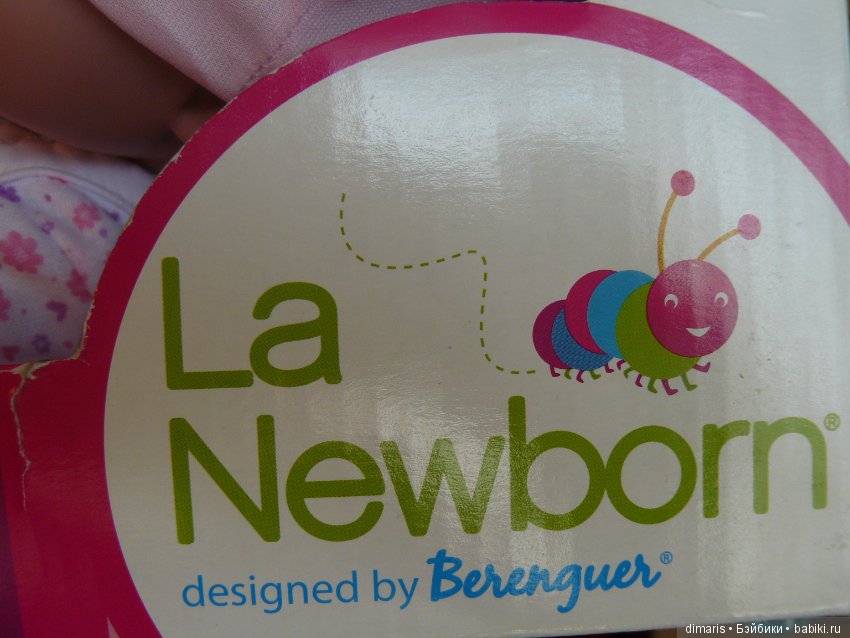 La
Newborn®
designed by Berenguer®
dimaris • Бэйбики • babiki.ru